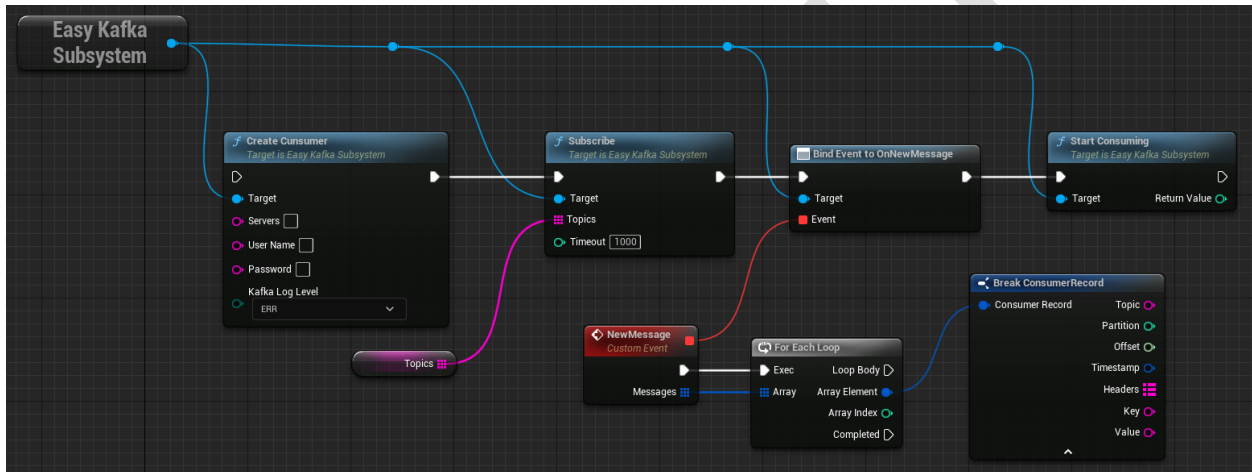 Easy Kafka
Subsystem
Create Cunsumer
Target is Easy Kafka Subsystem
Target
Servers
User Name
Password
Kafka Log Level
ERR
Subscribe
Target is Easy Kafka Subsystem
Target
Topics
Timeout 1000
Bind Event to OnNewMessage
Target
Event
Start Consuming
Target is Easy Kafka Subsystem
Target Return Value
Topics
NewMessage
Custom Event
Messages
For Each Loop
Exec Loop Body
Array Array Element
Array Index
Completed
Break ConsumerRecord
Consumer Record Topic
Partition
Offset
Timestamp
Headers
Key
Value